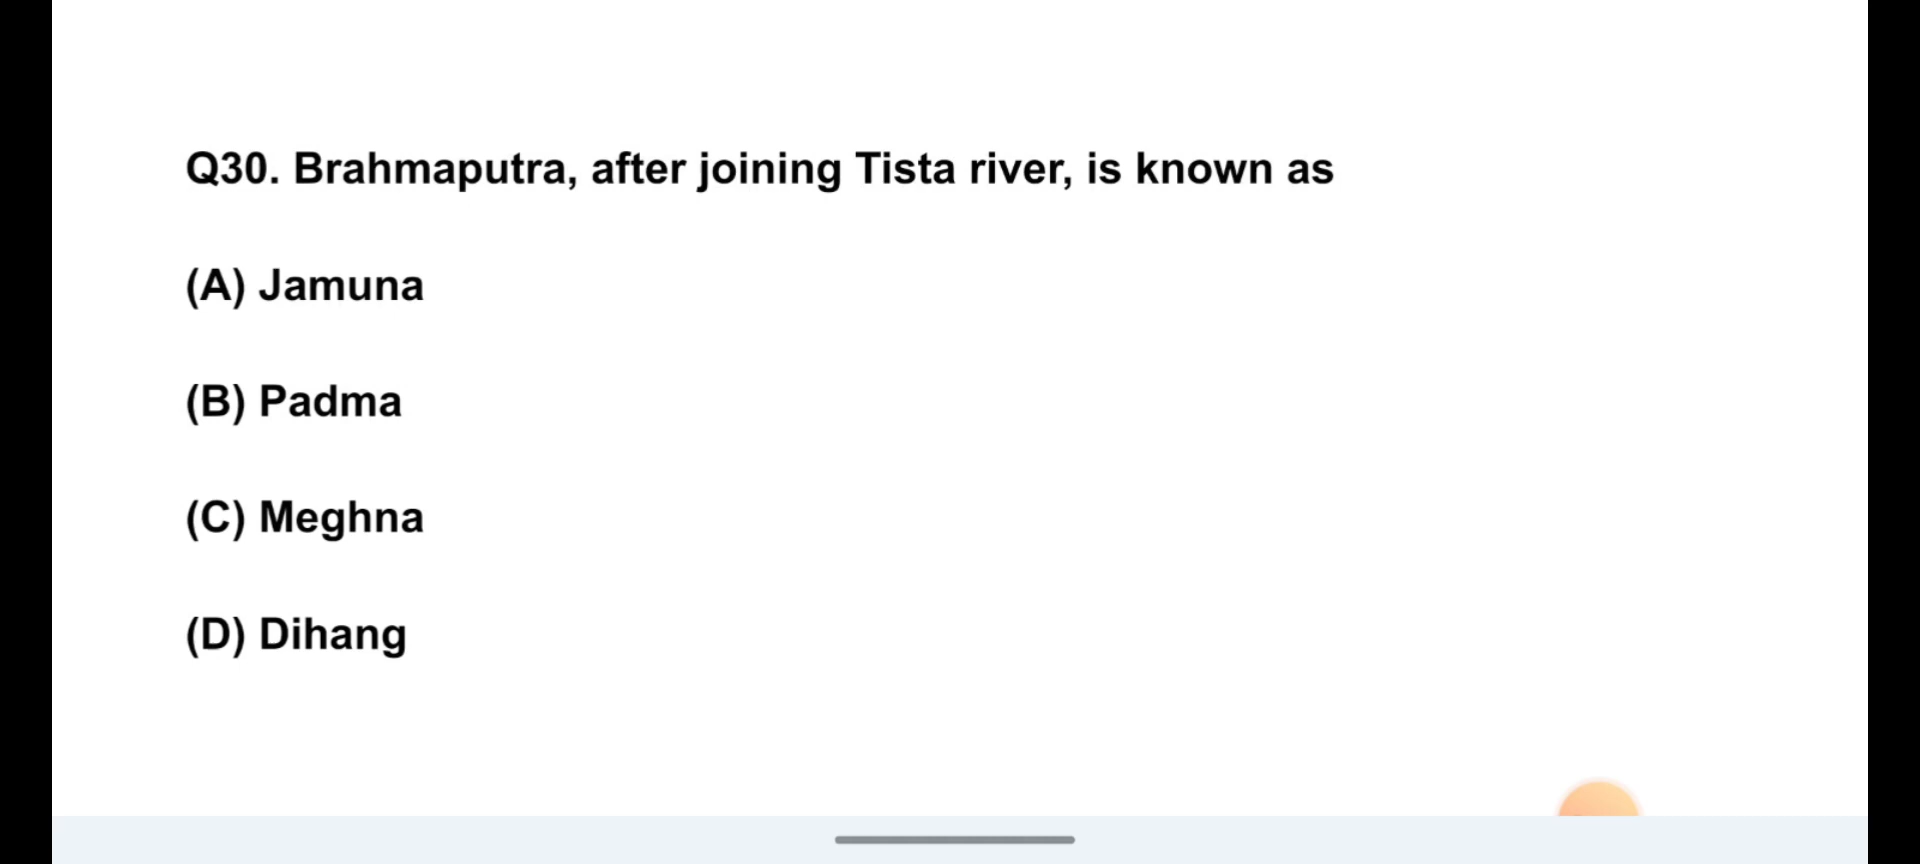 Q30. Brahmaputra, after joining Tista river, is known as
(A) Jamuna
(B) Padma
(C) Meghna
(D) Dihang